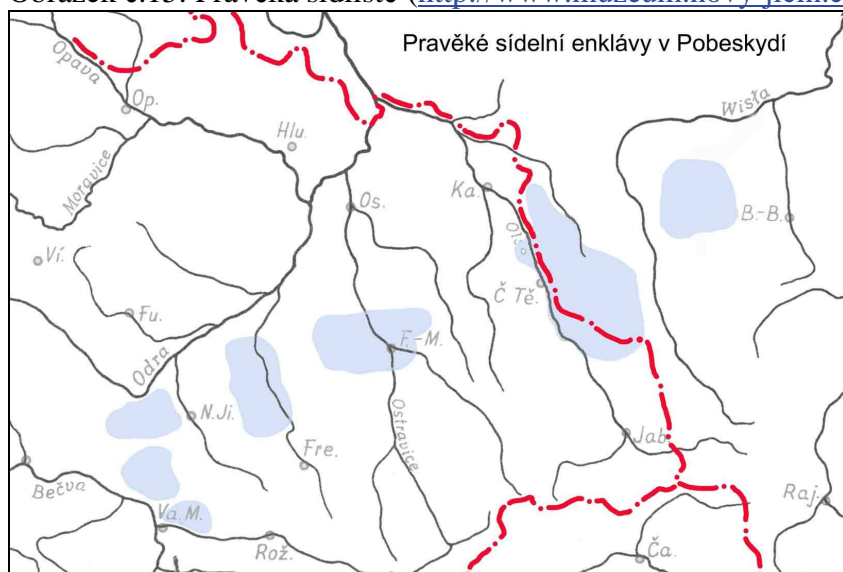 Pravěké sídelní enklávy v Pobeskydí
Opava
Op.
Wisła
Hlu.
Moravice
Ka.
Os.
B.-B.
Ols.
Ví.
Č Tě.
Fu.
F.-M.
Odra
N.Ji.
Ostravice
Jab.
Fre.
Bečva
Raj.
Va.M.
Rož.
Ča.